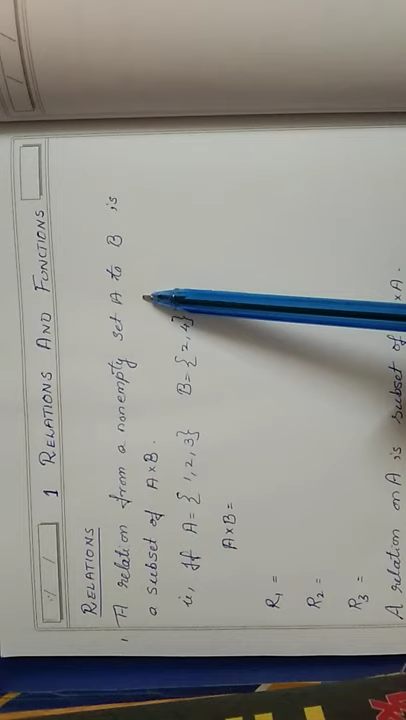 1 RELATIONS AND FUNCTIONS
RELATIONS
A relation from a nonempty set A to B is
a subset of A×B.
ie, If A = {1, 2, 3} B = {2, 4}
A×B =
R1 =
R2 =
R3 =
A relation on A is subset of ×A.